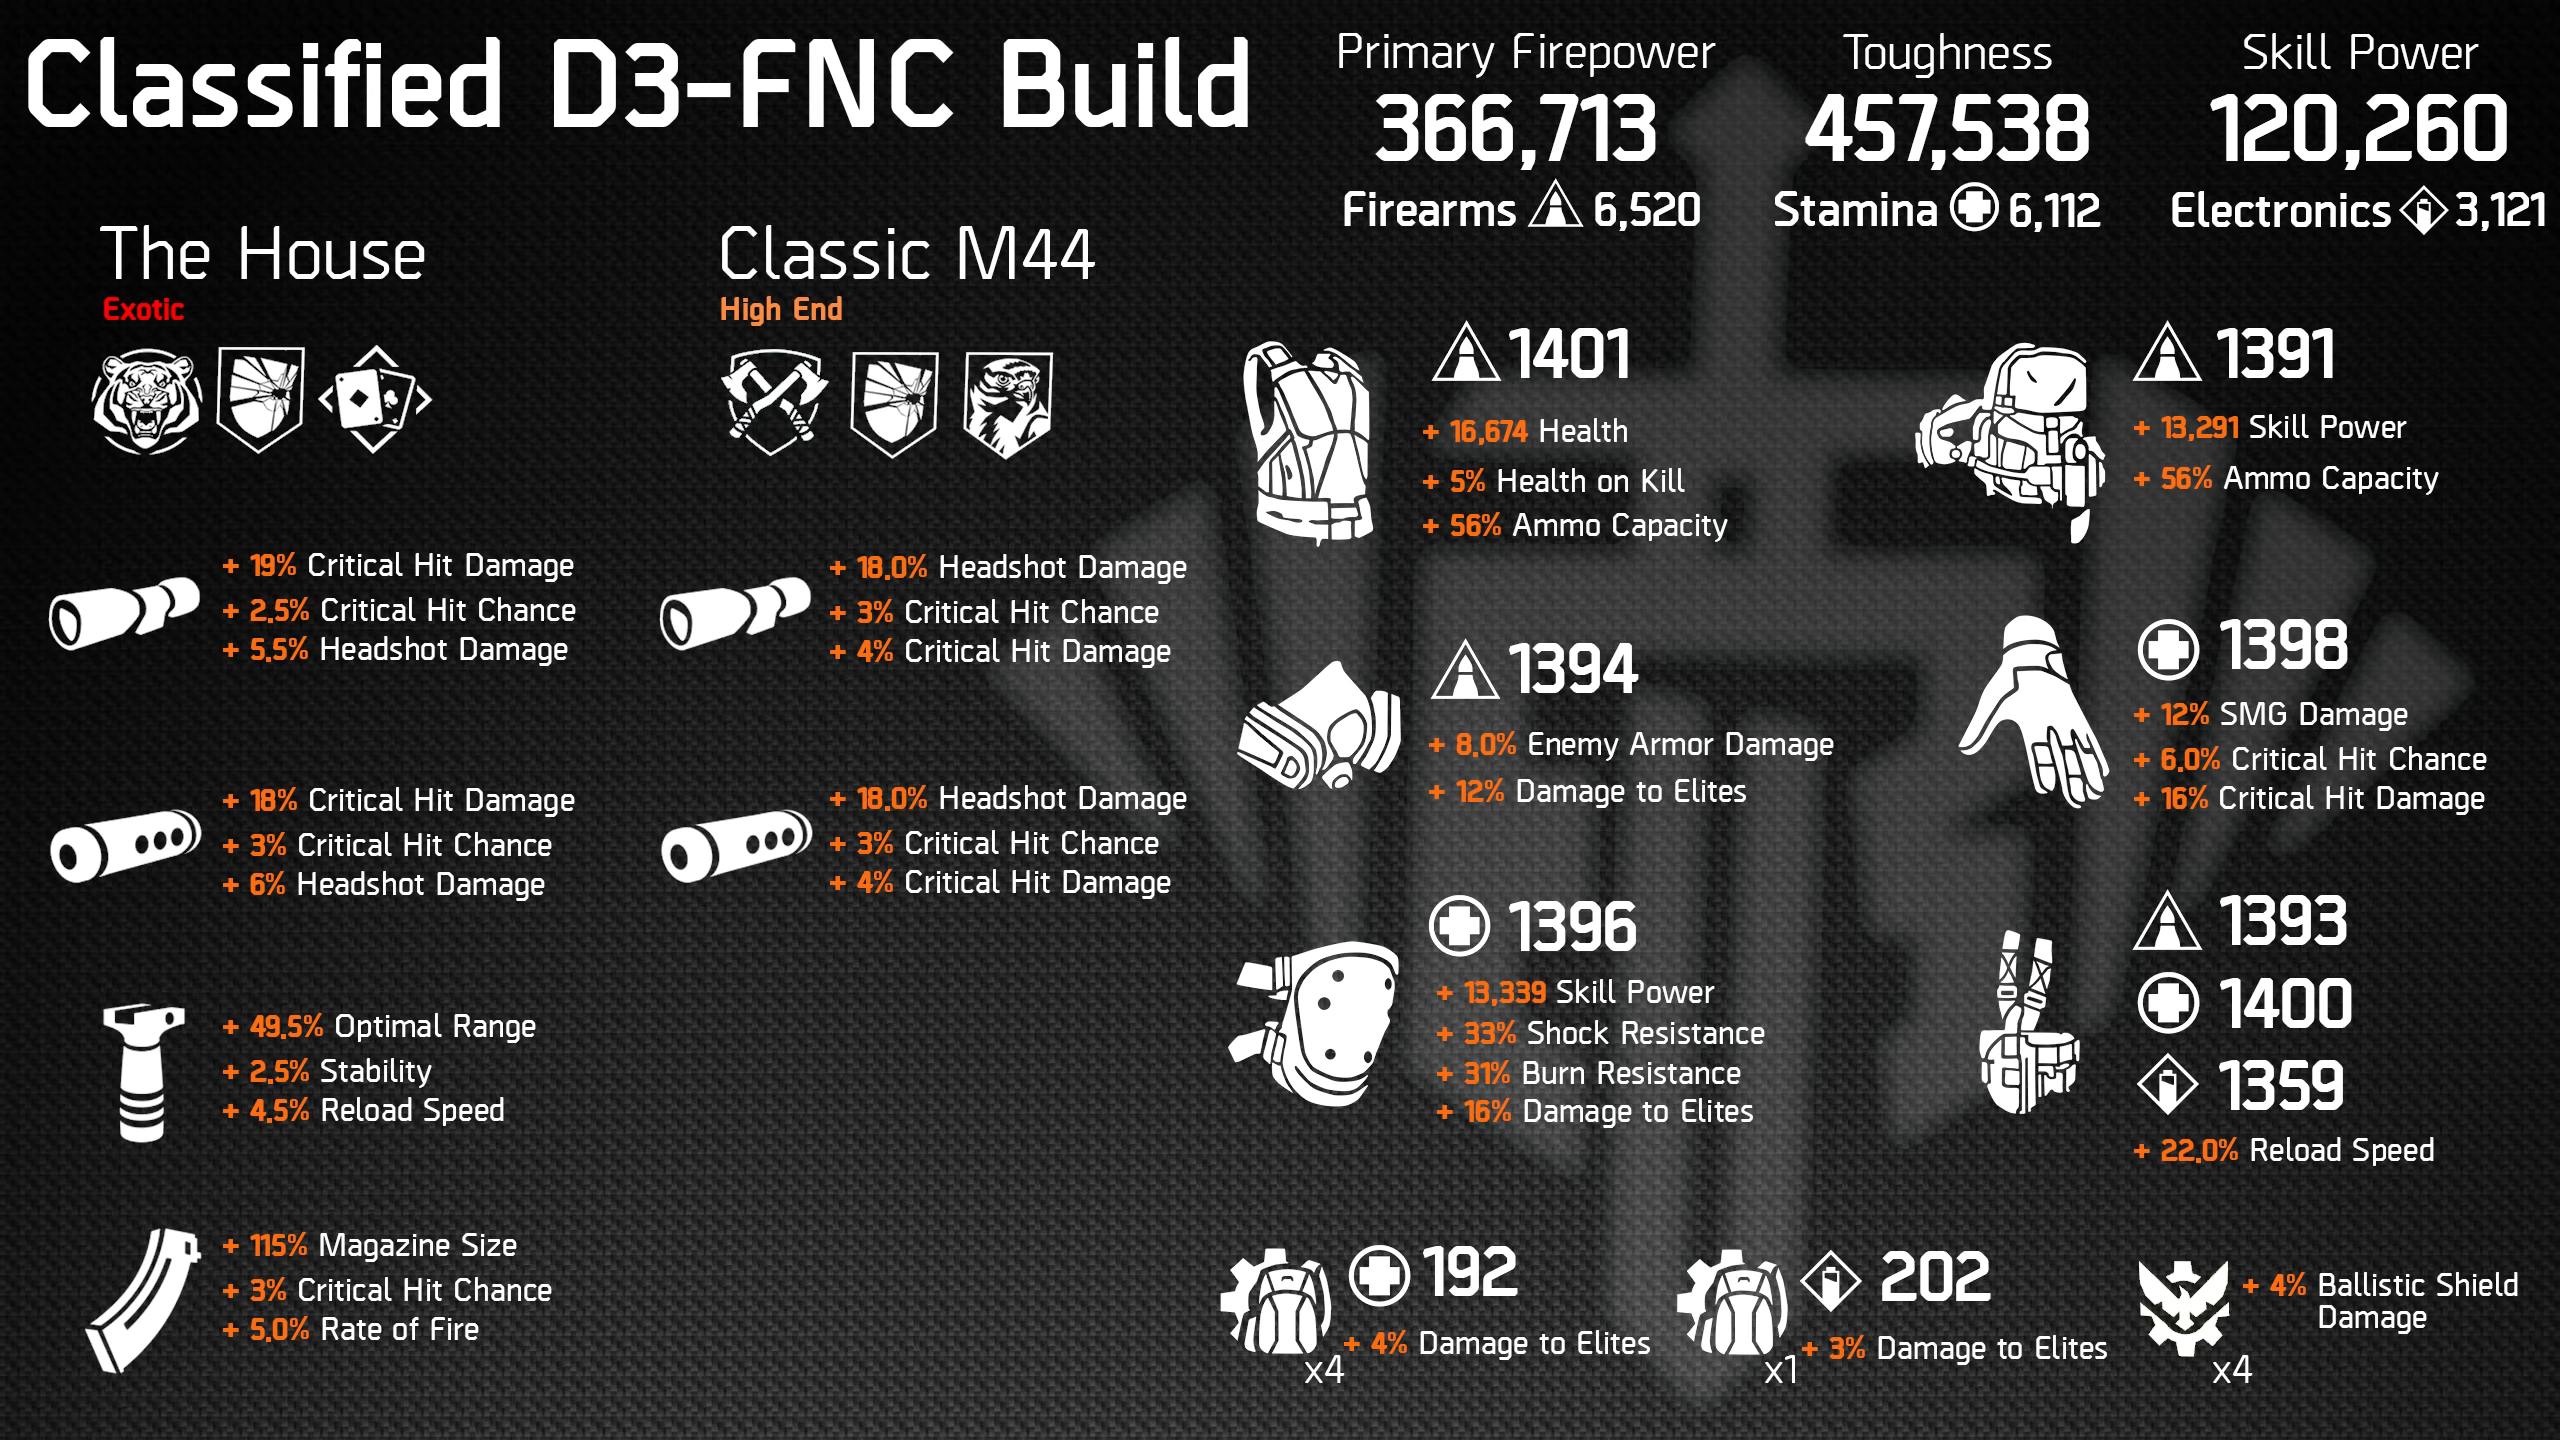 Classified D3-FNC Build
Primary Firepower
366,713
Firearms 6,520
Toughness
457,538
Stamina 6,112
Skill Power
120,260
Electronics 3,121
The House
Exotic
+ 19% Critical Hit Damage
+ 2.5% Critical Hit Chance
+ 5.5% Headshot Damage
+ 18% Critical Hit Damage
+ 3% Critical Hit Chance
+ 6% Headshot Damage
+ 49.5% Optimal Range
+ 2.5% Stability
+ 4.5% Reload Speed
+ 115% Magazine Size
+ 3% Critical Hit Chance
+ 5.0% Rate of Fire
Classic M44
High End
+ 18.0% Headshot Damage
+ 3% Critical Hit Chance
+ 4% Critical Hit Damage
+ 18.0% Headshot Damage
+ 3% Critical Hit Chance
+ 4% Critical Hit Damage
1401
+ 16,674 Health
+ 5% Health on Kill
+ 56% Ammo Capacity
1394
+ 8.0% Enemy Armor Damage
+ 12% Damage to Elites
1396
+ 13,339 Skill Power
+ 33% Shock Resistance
+ 31% Burn Resistance
+ 16% Damage to Elites
1391
+ 13,291 Skill Power
+ 56% Ammo Capacity
1398
+ 12% SMG Damage
+ 6.0% Critical Hit Chance
+ 16% Critical Hit Damage
1393
1400
1359
+ 22.0% Reload Speed
192
+ 4% Damage to Elites
x4
202
+ 3% Damage to Elites
x1
+ 4% Ballistic Shield
Damage
x4